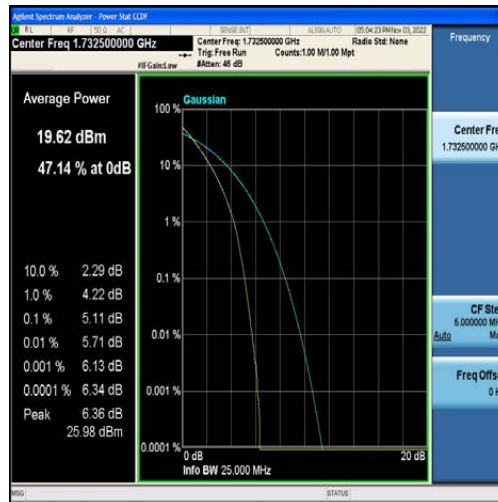 Agilent Spectrum Analyzer - Power Stat CCDF
RL RF 50 Ω AC SENSE:INT ALIGNAUTO 05:04:23 PM Nov 03, 2022
Center Freq 1.732500000 GHz
Center Freq: 1.732500000 GHz
Radio Std: None
Trig: Free Run
Counts:1.00 M/1.00 Mpt
#IFGain:Low
#Atten: 46 dB
Frequency
Average Power
19.62 dBm
47.14 % at 0dB
10.0 % 2.29 dB
1.0 % 4.22 dB
0.1 % 5.11 dB
0.01 % 5.71 dB
0.001 % 6.13 dB
0.0001 % 6.34 dB
Peak 6.36 dB
25.98 dBm
Gaussian
100 %
10 %
1 %
0.1 %
0.01 %
0.001 %
0.0001 %
0 dB
20 dB
Info BW 25.000 MHz
Center Fre
1.732500000 GH
CF Ste
5.000000 MH
Auto Ma
Freq Offs
0 H
MSG
STATUS